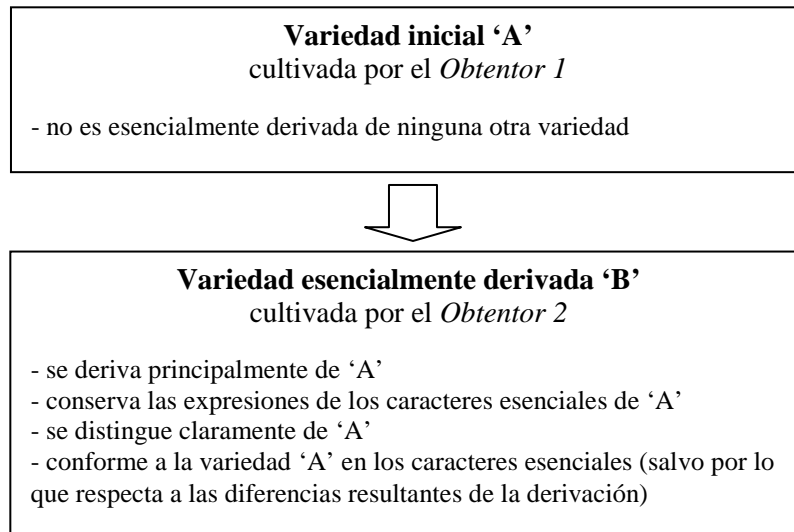 Variedad inicial ‘A’
cultivada por el Obtentor 1
- no es esencialmente derivada de ninguna otra variedad
Variedad esencialmente derivada ‘B’
cultivada por el Obtentor 2
- se deriva principalmente de ‘A’
- conserva las expresiones de los caracteres esenciales de ‘A’
- se distingue claramente de ‘A’
- conforme a la variedad ‘A’ en los caracteres esenciales (salvo por lo
que respecta a las diferencias resultantes de la derivación)